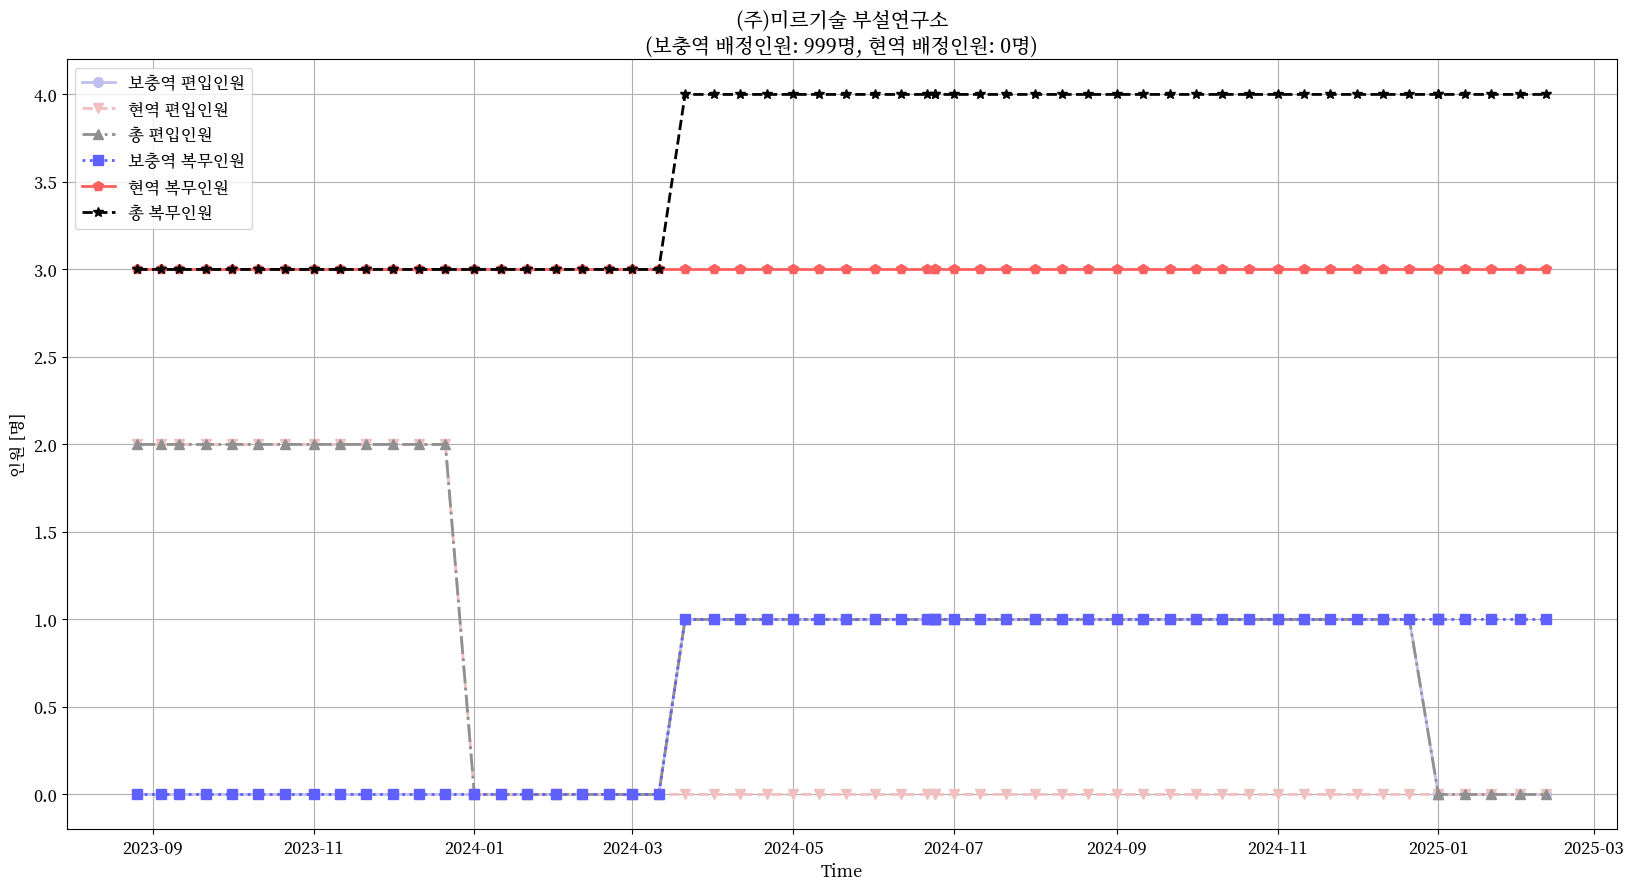 (주)미르기술 부설연구소
(보충역 배정인원: 999명, 현역 배정인원: 0명)
보충역 편입인원
현역 편입인원
총 편입인원
보충역 복무인원
현역 복무인원
총 복무인원
4.0
3.5
3.0
2.5
2.0
1.5
1.0
0.5
0.0
인원 [명]
2023-09
2023-11
2024-01
2024-03
2024-05
2024-07
2024-09
2024-11
2025-01
2025-03
Time